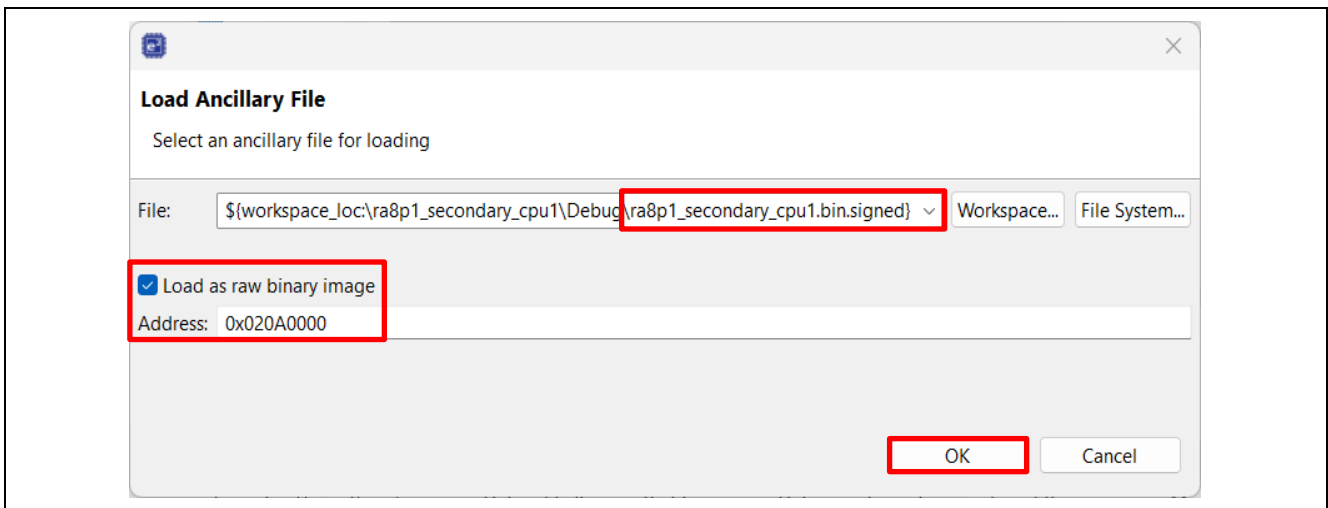 Load Ancillary File
Select an ancillary file for loading
File: ${workspace_loc:\ra8p1_secondary_cpu1\Debug\ra8p1_secondary_cpu1.bin.signed} Workspace... File System...
Load as raw binary image
Address: 0x020A0000
OK Cancel